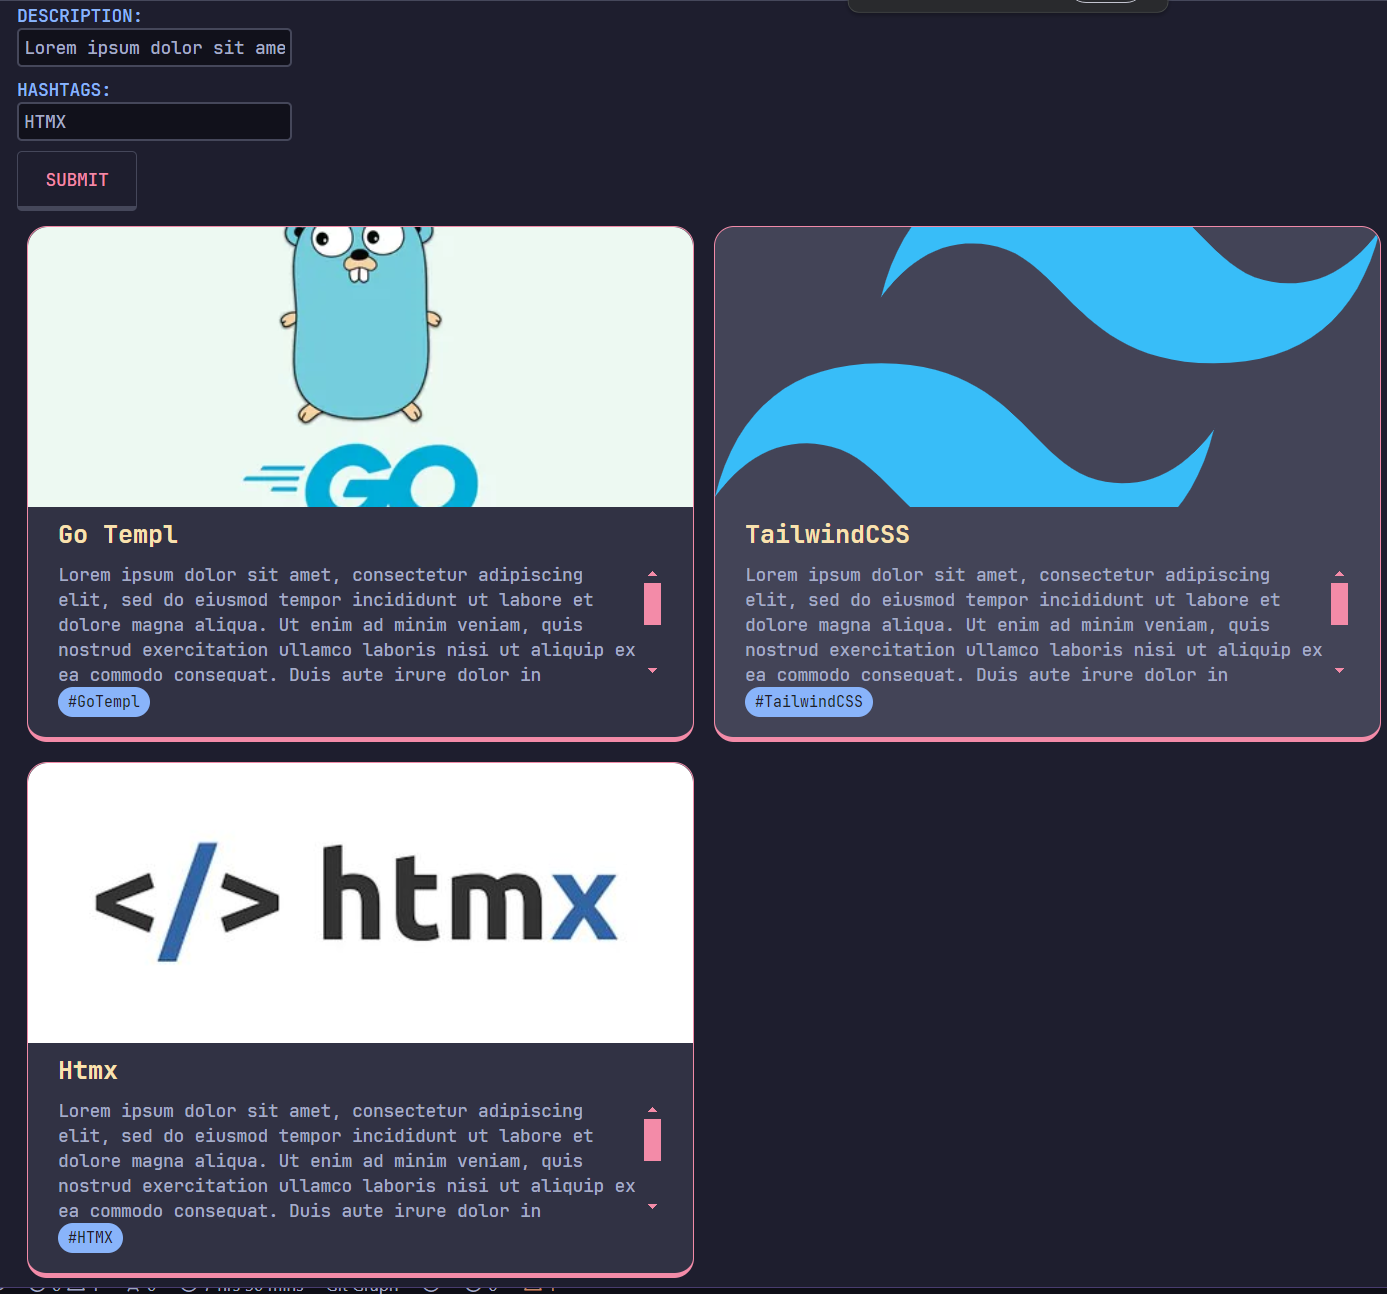 DESCRIPTION:
Lorem ipsum dolor sit ame
HASHTAGS:
HTMX
SUBMIT
GO
Go Templ
Lorem ipsum dolor sit amet, consectetur adipiscing
elit, sed do eiusmod tempor incididunt ut labore et
dolore magna aliqua. Ut enim ad minim veniam, quis
nostrud exercitation ullamco laboris nisi ut aliquip ex
ea commodo consequat. Duis aute irure dolor in
#GoTempl
TailwindCSS
Lorem ipsum dolor sit amet, consectetur adipiscing
elit, sed do eiusmod tempor incididunt ut labore et
dolore magna aliqua. Ut enim ad minim veniam, quis
nostrud exercitation ullamco laboris nisi ut aliquip ex
ea commodo consequat. Duis aute irure dolor in
#TailwindCSS
</> htmx
Htmx
Lorem ipsum dolor sit amet, consectetur adipiscing
elit, sed do eiusmod tempor incididunt ut labore et
dolore magna aliqua. Ut enim ad minim veniam, quis
nostrud exercitation ullamco laboris nisi ut aliquip ex
ea commodo consequat. Duis aute irure dolor in
#HTMX